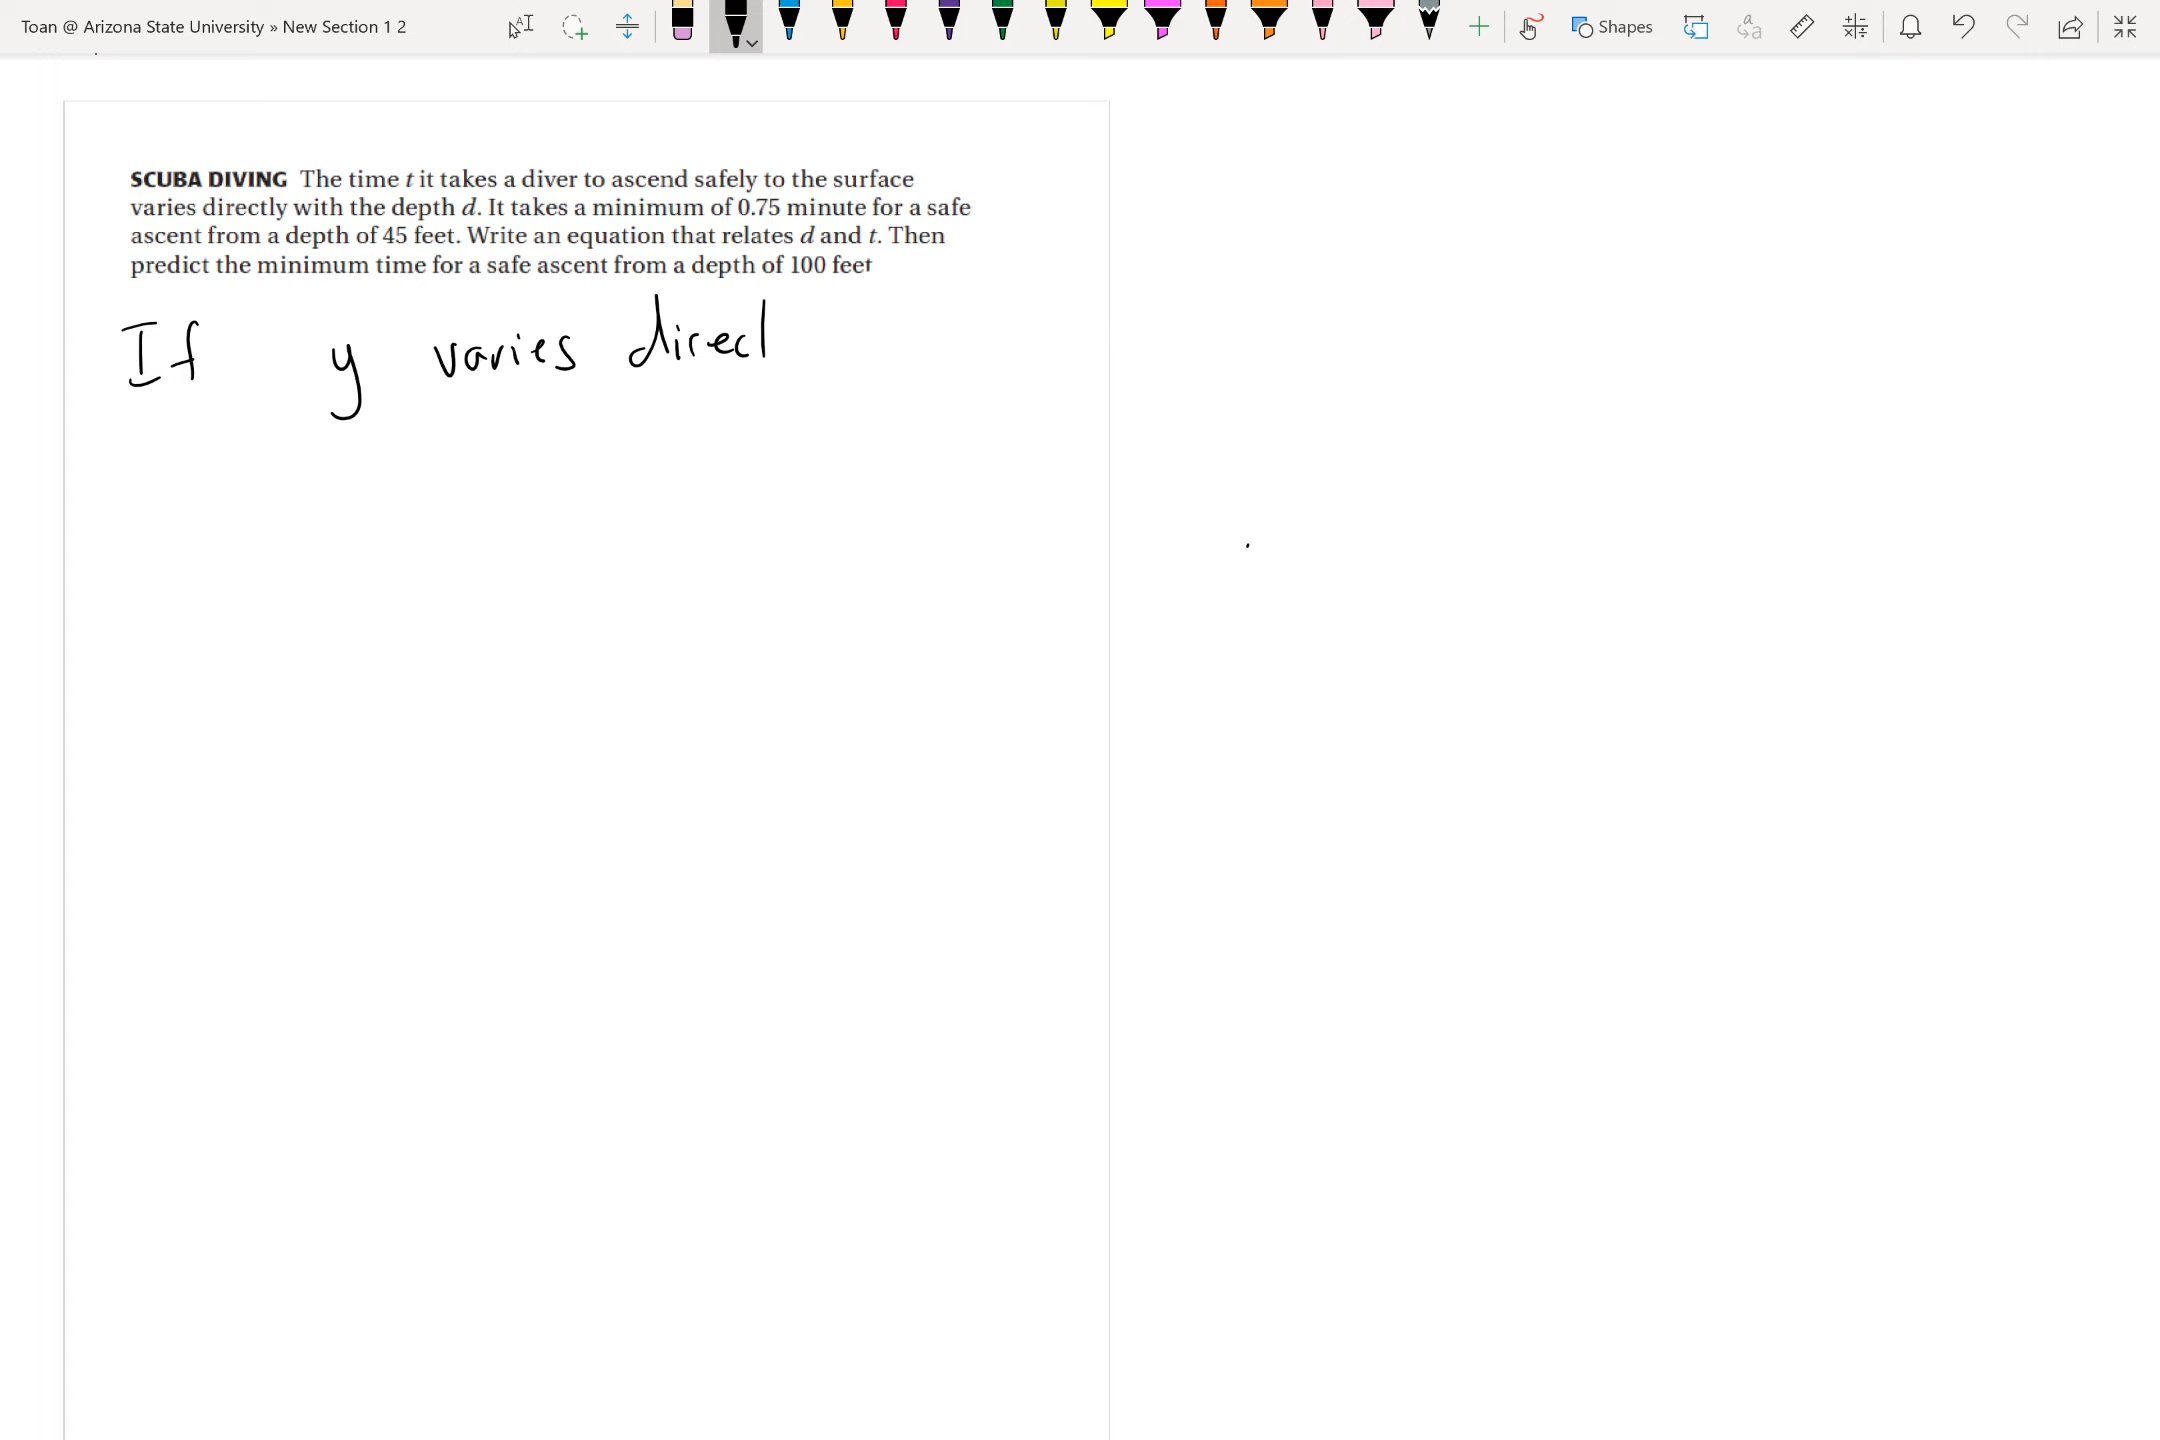 Toan @ Arizona State University » New Section 1 2
Shapes
SCUBA DIVING The time t it takes a diver to ascend safely to the surface
varies directly with the depth d. It takes a minimum of 0.75 minute for a safe
ascent from a depth of 45 feet. Write an equation that relates d and t. Then
predict the minimum time for a safe ascent from a depth of 100 feet
If y varies direcl